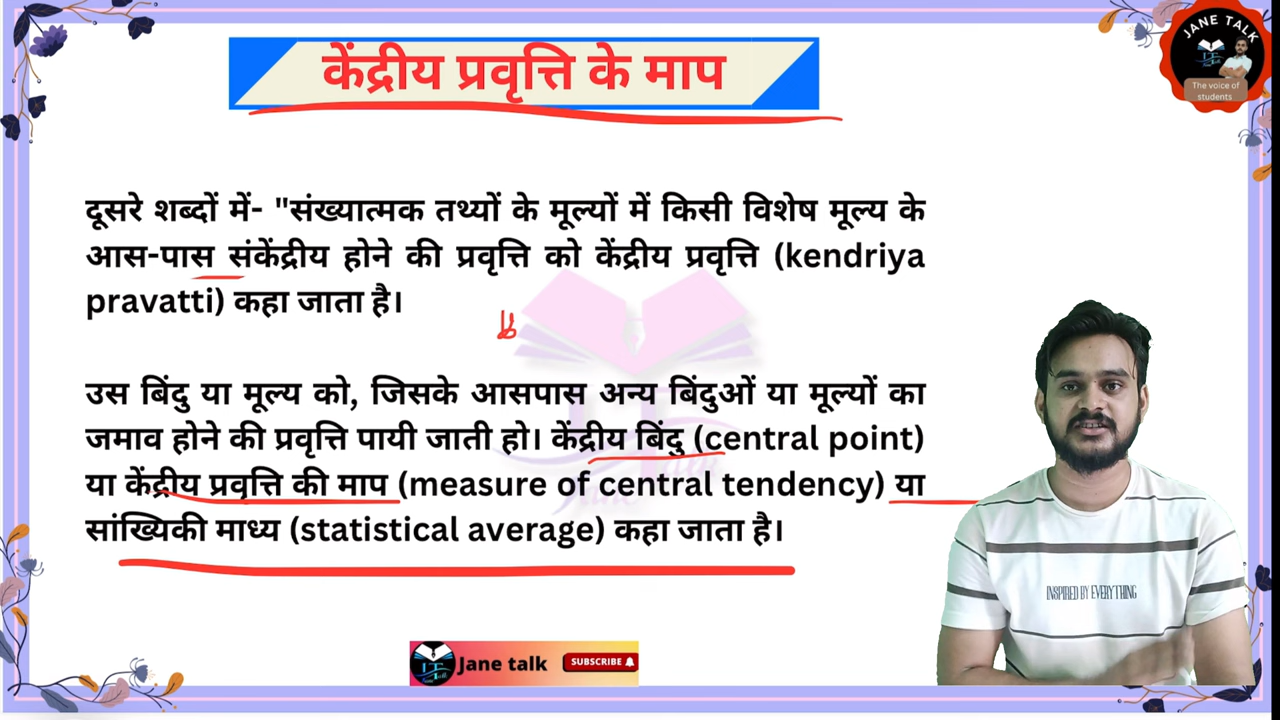 केंद्रीय प्रवृत्ति के माप
JANE TALK
The voice of
students
दूसरे शब्दों में- "संख्यात्मक तथ्यों के मूल्यों में किसी विशेष मूल्य के
आस-पास संकेंद्रीय होने की प्रवृत्ति को केंद्रीय प्रवृत्ति (kendriya
pravatti) कहा जाता है।
उस बिंदु या मूल्य को, जिसके आसपास अन्य बिंदुओं या मूल्यों का
जमाव होने की प्रवृत्ति पायी जाती हो। केंद्रीय बिंदु (central point)
या केंद्रीय प्रवृत्ति की माप (measure of central tendency) या
सांख्यिकी माध्य (statistical average) कहा जाता है।
INSPIRED BY EVERYTHING
Jane talk
SUBSCRIBE